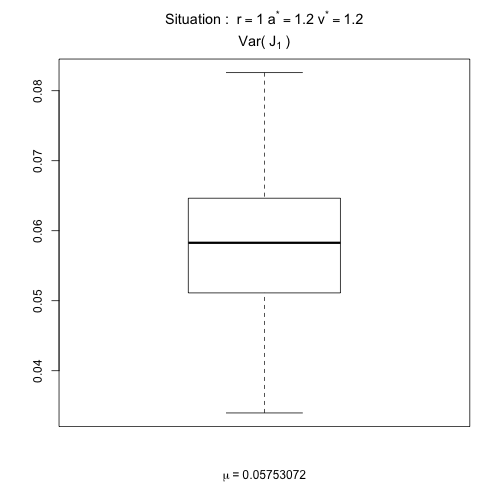 Situation : r = 1 a* = 1.2 v* = 1.2
Var( J₁ )
0.08
0.07
0.06
0.05
0.04
μ = 0.05753072